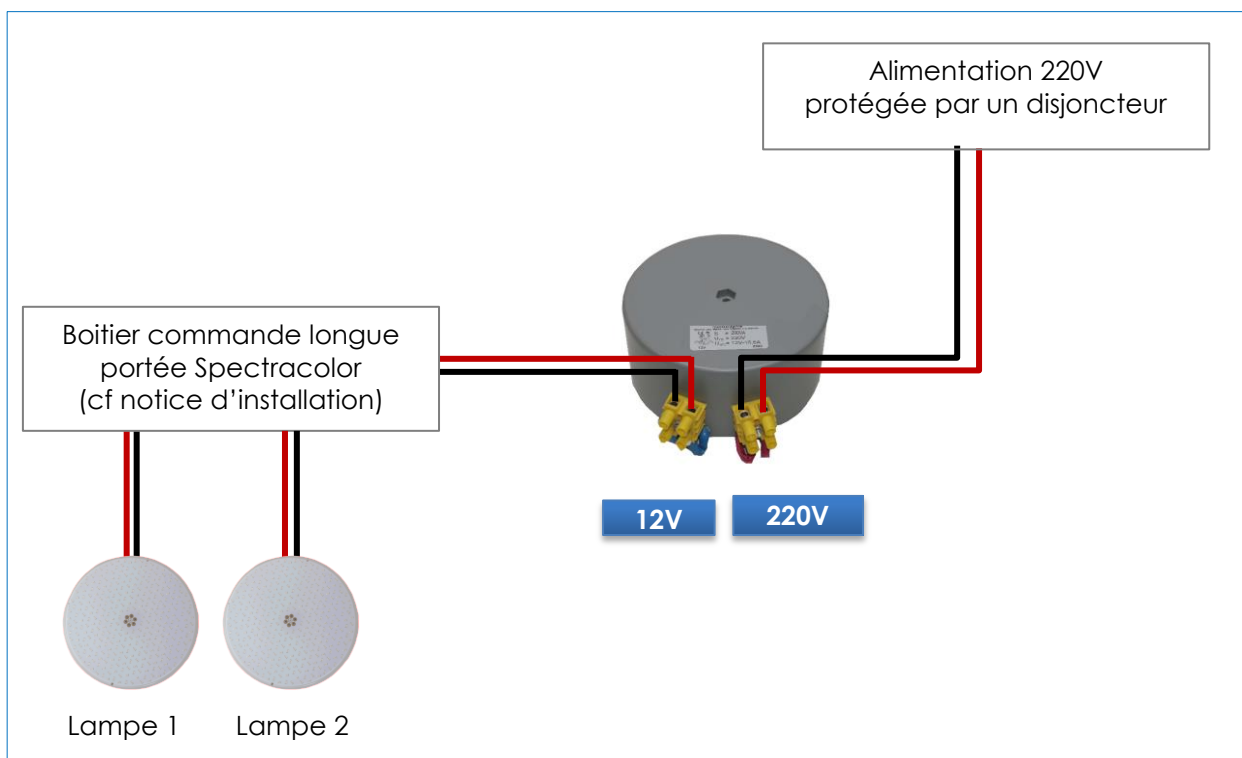 Alimentation 220V
protégée par un disjoncteur
Boitier commande longue
portée Spectracolor
(cf notice d'installation)
12V
220V
Lampe 1
Lampe 2